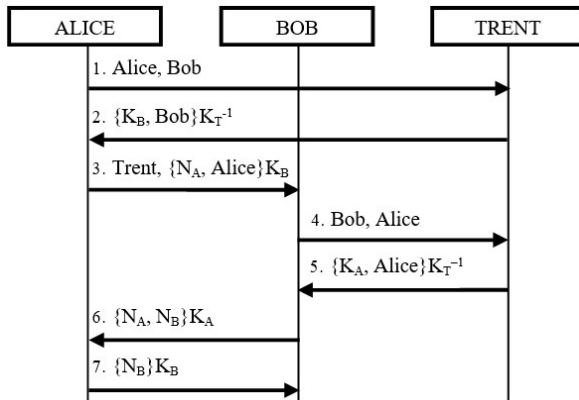 ALICE BOB TRENT
1. Alice, Bob
2. {K_B, Bob}K_T⁻¹
3. Trent, {N_A, Alice}K_B
4. Bob, Alice
5. {K_A, Alice}K_T⁻¹
6. {N_A, N_B}K_A
7. {N_B}K_B